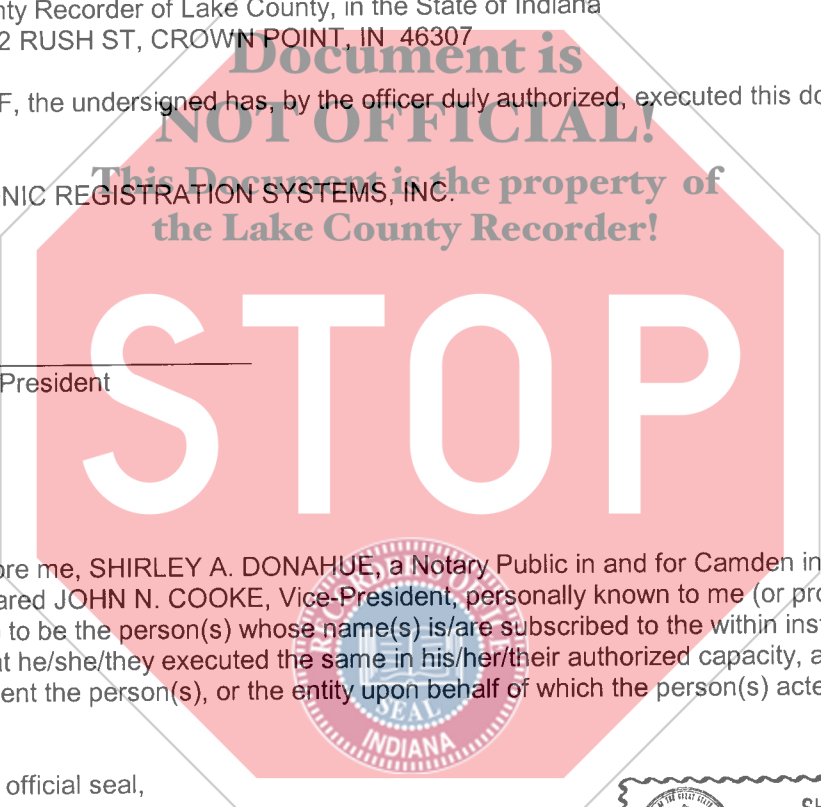 nty Recorder of Lake County, in the State of Indiana
2 RUSH ST, CROWN POINT, IN 46307
Document is
F, the undersigned has, by the officer duly authorized, executed this do
NOT OFFICIAL!
This Document is the property of
NIC REGISTRATION SYSTEMS, INC.
the Lake County Recorder!
STOP
President
ore me, SHIRLEY A. DONAHUE, a Notary Public in and for Camden in
ared JOHN N. COOKE, Vice-President, personally known to me (or pro
to be the person(s) whose name(s) is/are subscribed to the within inst
at he/she/they executed the same in his/her/their authorized capacity, a
ent the person(s), or the entity upon behalf of which the person(s) acte
RECORDER'S OFFICE
SEAL
INDIANA
official seal,
SH